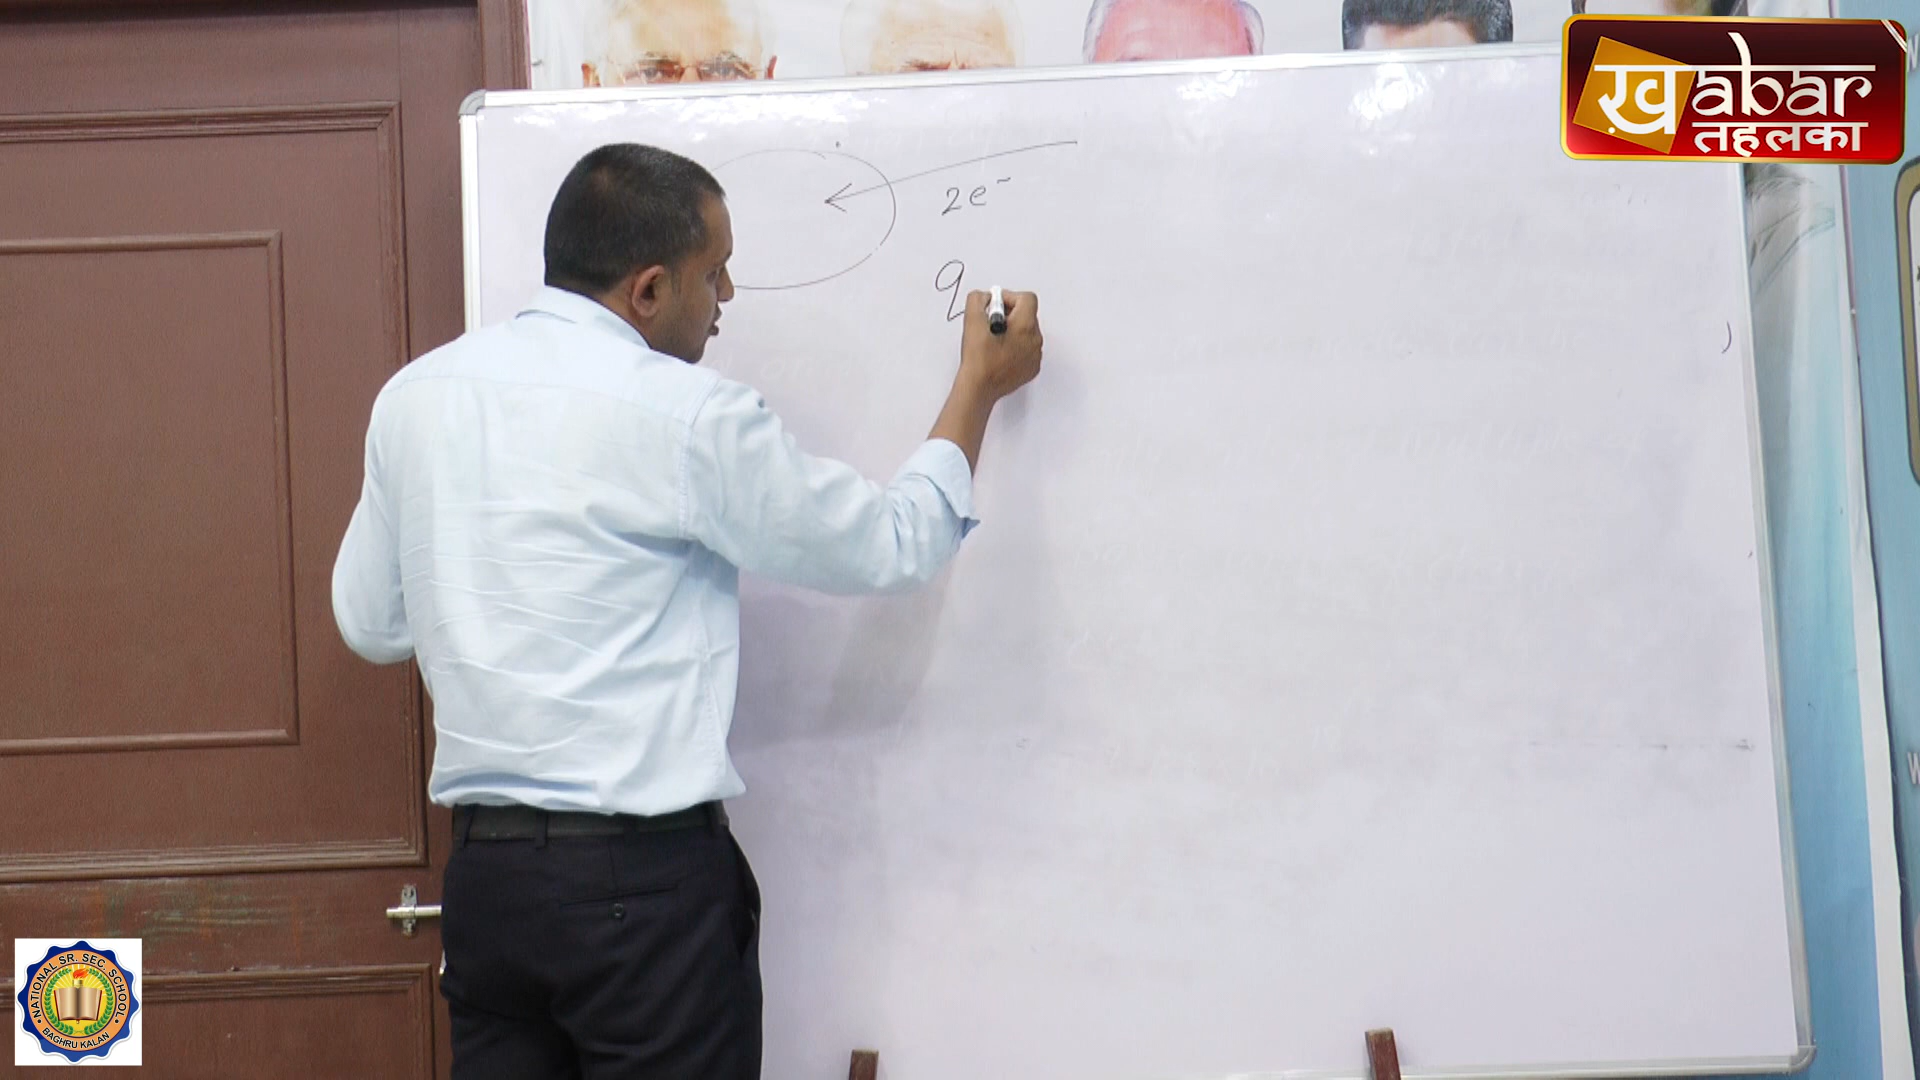 ख़abar
तहलका
2e⁻
q
NATIONAL SR. SEC. SCHOOL
BAGHRU KALAN